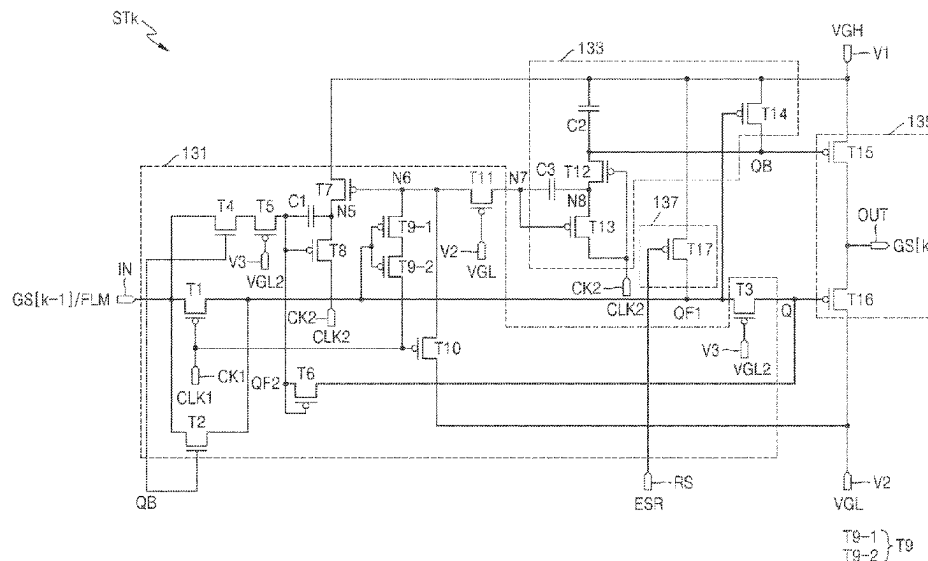 STk
VGH
V1
133
135
T14
C2
131
T12
QB
T15
N6
T11
N7
C3
T7
N8
C1
T4
T5
N5
137
OUT
T13
T9-1
T17
GS[k
T8
V3
VGL2
V2
VGL
T9-2
IN
CK2
CLK2
GS[k-1]/FLM
T1
T3
CK2
CLK2
QF1
Q
T16
T10
V3
VGL2
CK1
CLK1
QF2
T6
T2
QB
RS
ESR
V2
VGL
T9-1
T9-2
T9